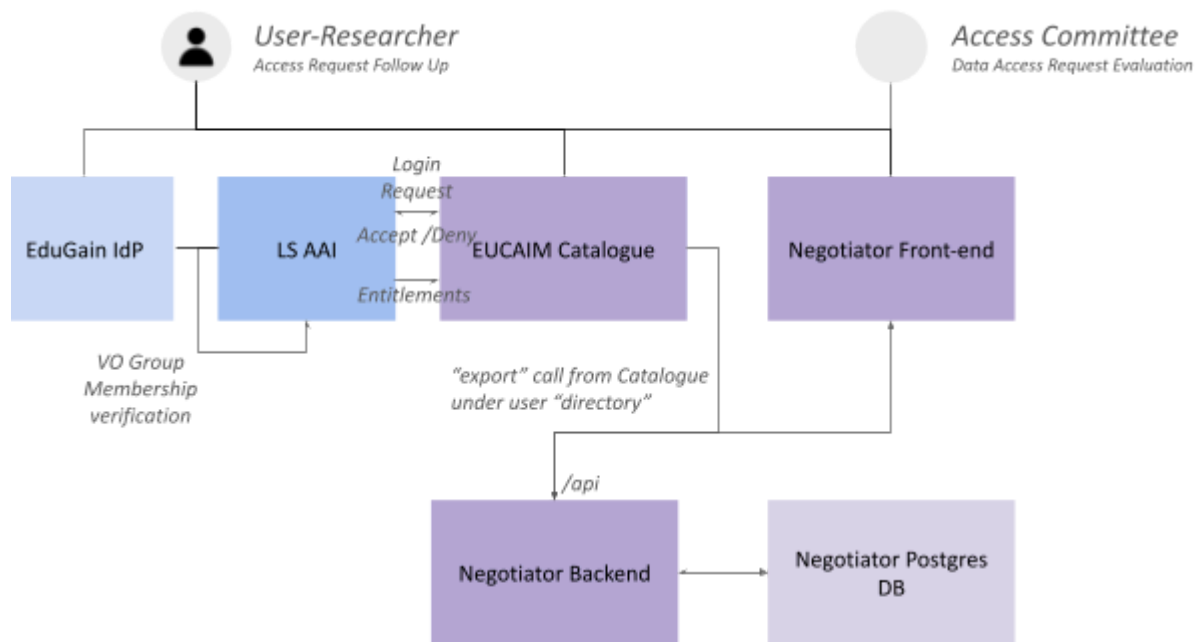 User-Researcher
Access Request Follow Up
Access Committee
Data Access Request Evaluation
Login
Request
EduGain IdP
LS AAI
Accept /Deny
EUCAIM Catalogue
Negotiator Front-end
Entitlements
VO Group
Membership
verification
“export” call from Catalogue
under user “directory”
/api
Negotiator Backend
Negotiator Postgres
DB